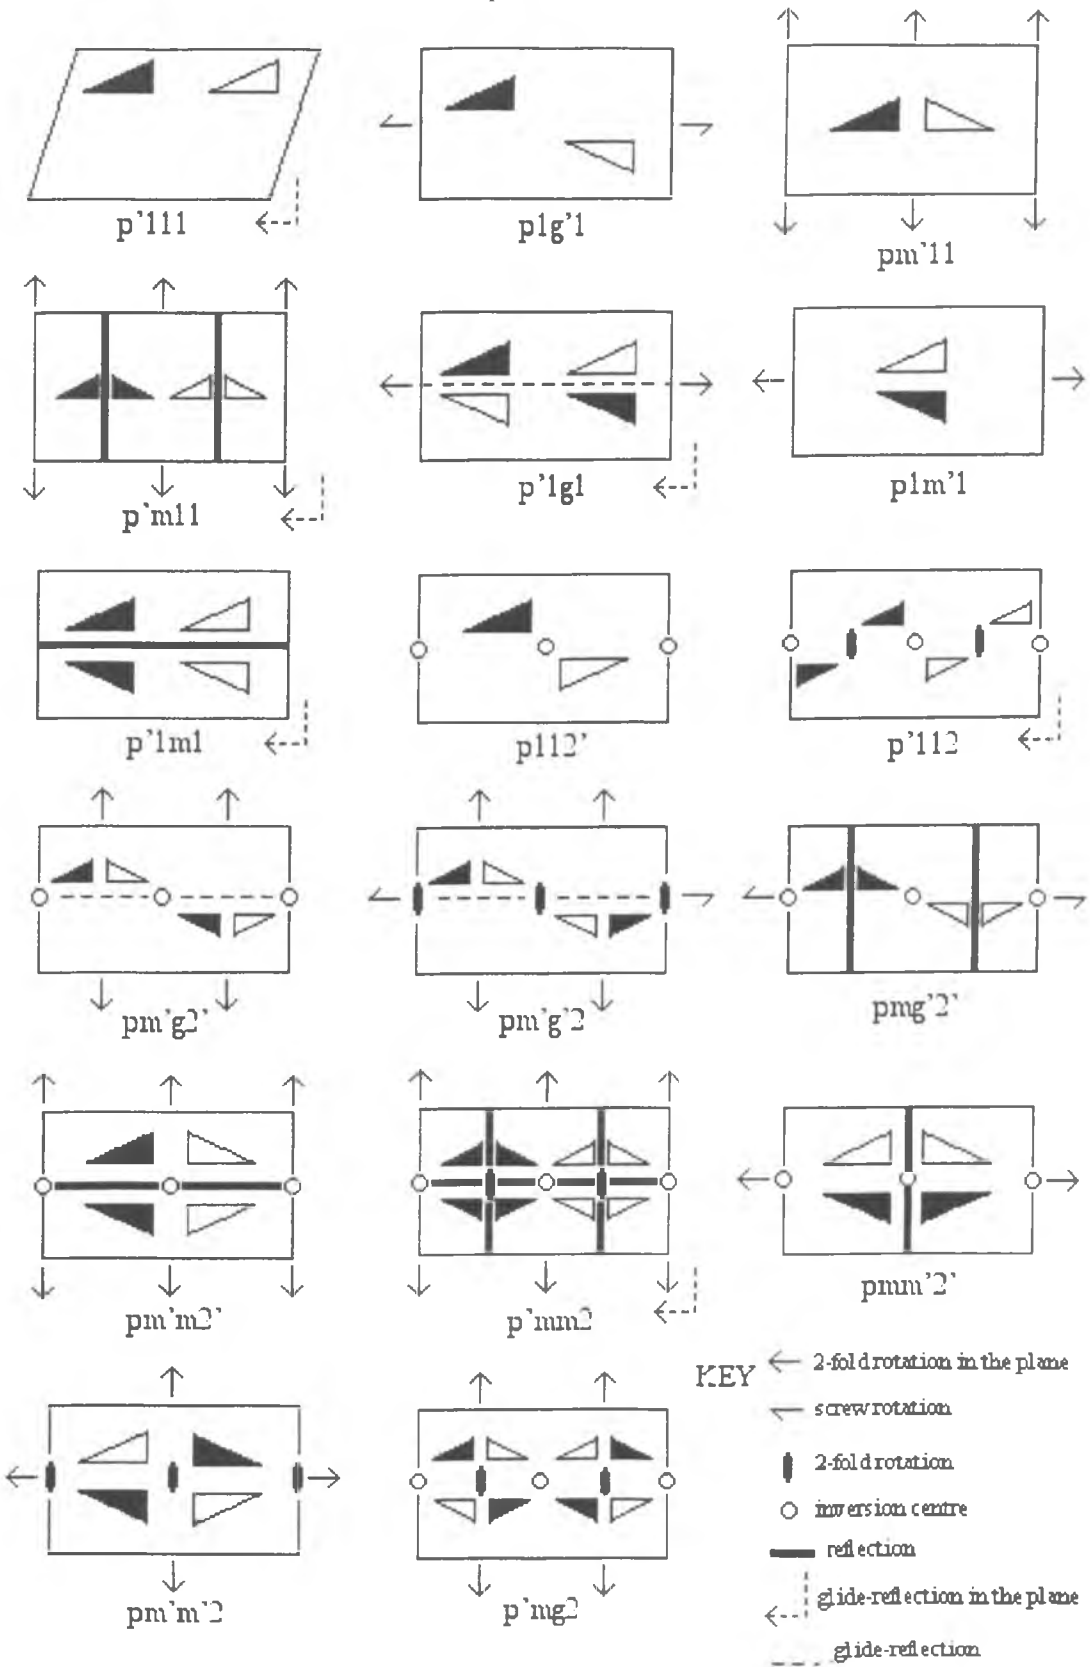 p'111
p1g'1
pm'11
p'm11
p'1g1
p1m'1
p'1m1
p112'
p'112
pm'g2'
pm'g'2
pmg'2'
pm'm2'
p'mm2
pmm'2'
pm'm'2
p'mg2
KEY
2-fold rotation in the plane
screw rotation
2-fold rotation
inversion centre
reflection
glide-reflection in the plane
glide-reflection